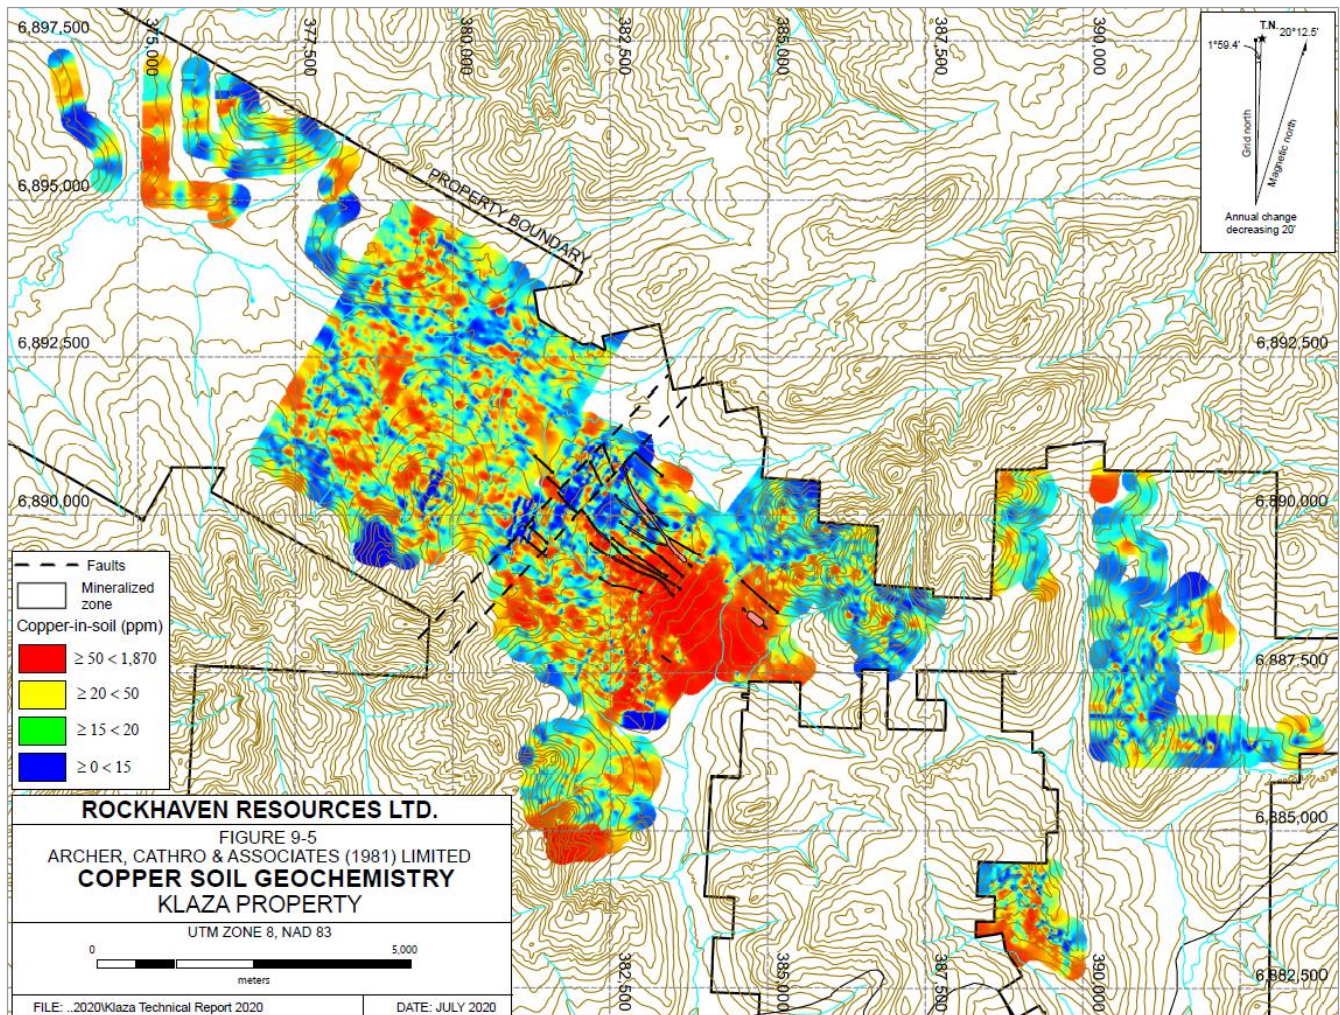 6,897,500
375,000
377,500
380,000
382,500
385,000
387,500
390,000
T.N.
20°12.5'
1°59.4'
Grid north
Magnetic north
Annual change
decreasing 20'
6,895,000
PROPERTY BOUNDARY
6,892,500
6,892,500
6,890,000
6,890,000
Faults
Mineralized
zone
Copper-in-soil (ppm)
≥ 50 < 1,870
≥ 20 < 50
≥ 15 < 20
≥ 0 < 15
6,887,500
6,885,000
6,882,500
382,500
385,000
387,500
390,000
ROCKHAVEN RESOURCES LTD.
FIGURE 9-5
ARCHER, CATHRO & ASSOCIATES (1981) LIMITED
COPPER SOIL GEOCHEMISTRY
KLAZA PROPERTY
UTM ZONE 8, NAD 83
0 5,000
meters
FILE: ..2020\Klaza Technical Report 2020
DATE: JULY 2020